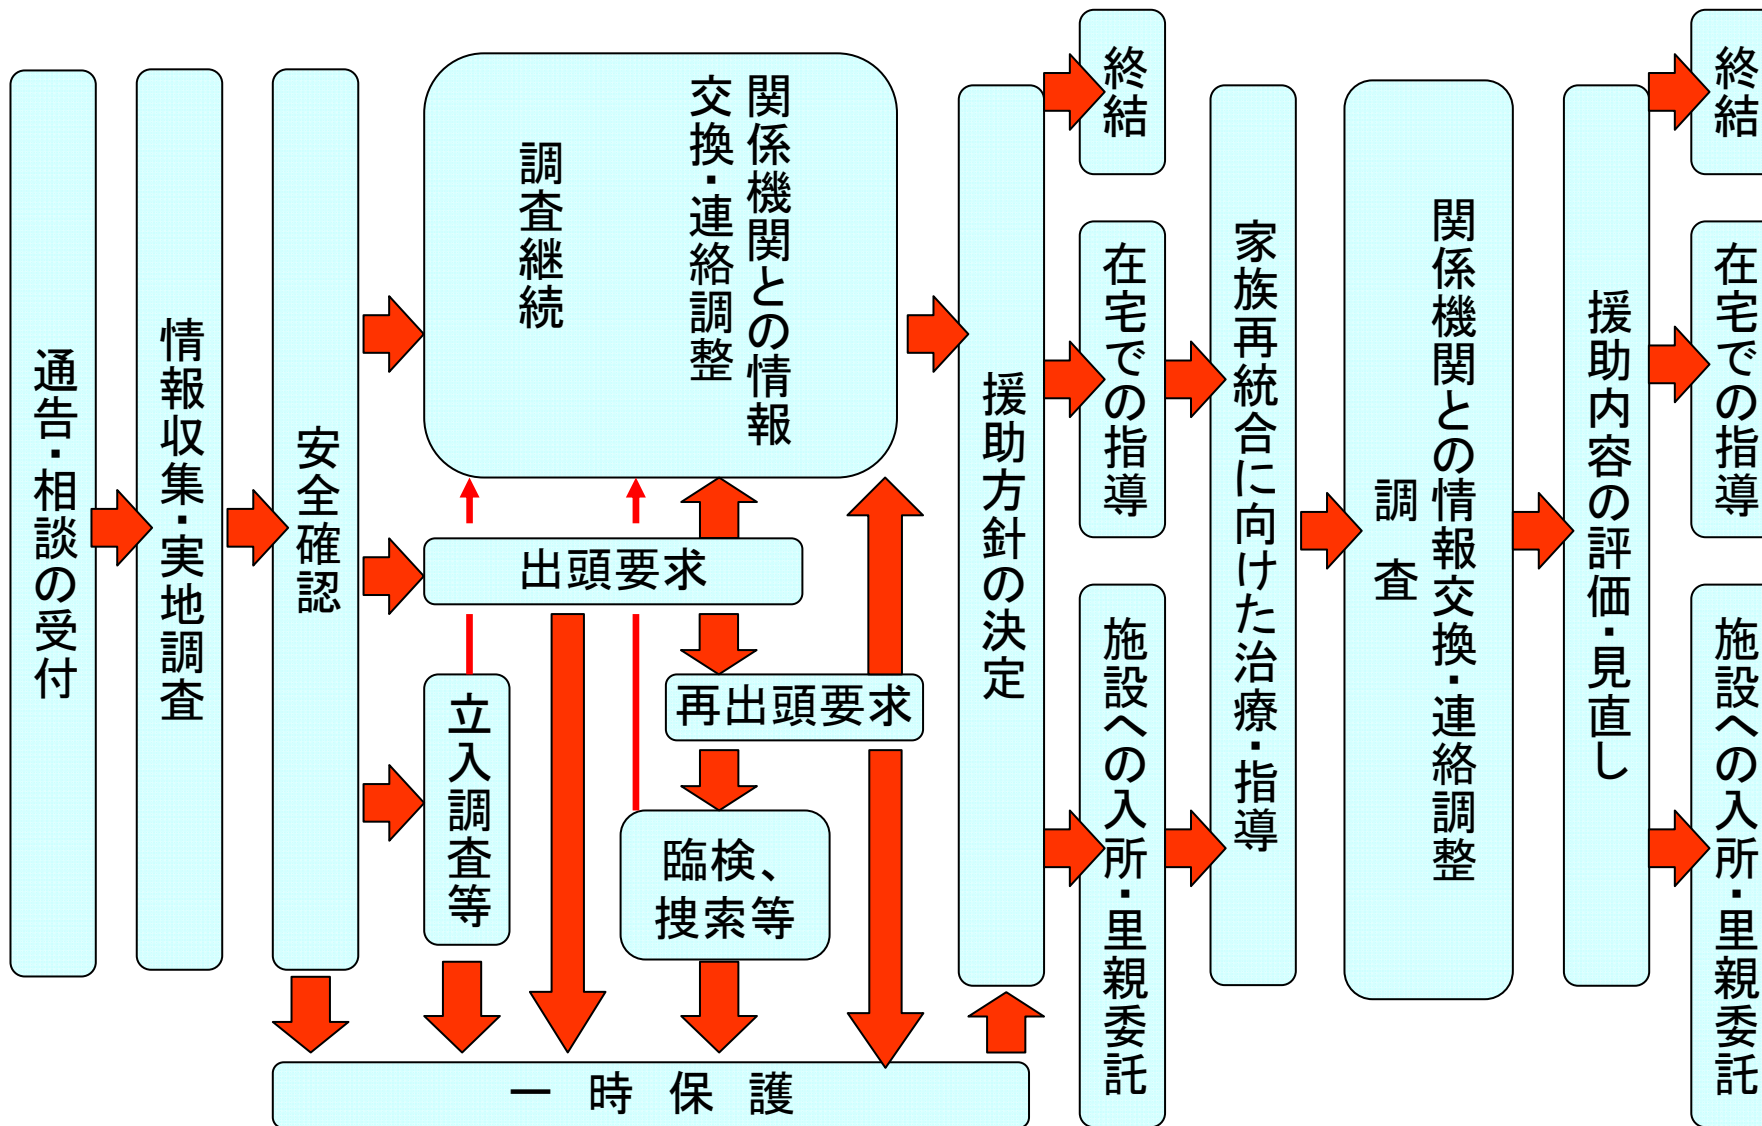 通告・相談の受付
情報収集・実地調査
安全確認
調査継続
関係機関との情報
交換・連絡調整
出頭要求
立入調査等
再出頭要求
臨検、
捜索等
一時保護
援助方針の決定
終結
在宅での指導
施設への入所・里親委託
家族再統合に向けた治療・指導
関係機関との情報交換・連絡調整
調査
援助内容の評価・見直し
終結
在宅での指導
施設への入所・里親委託